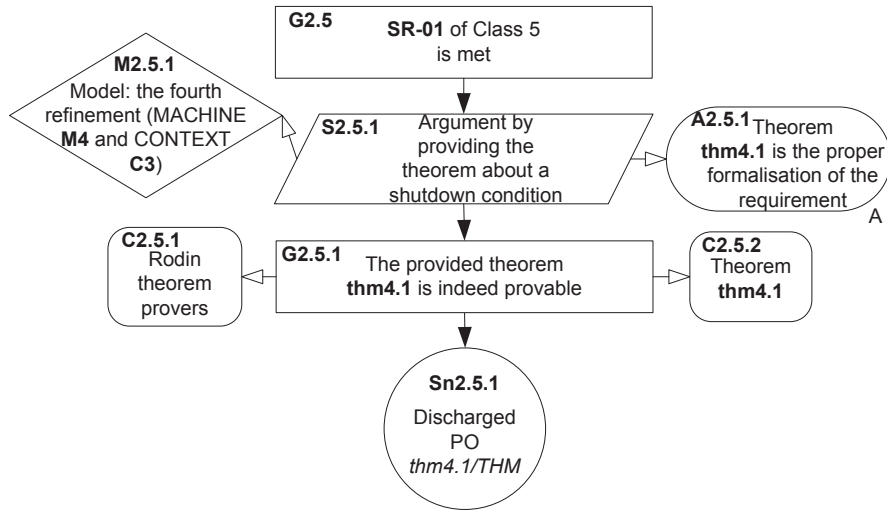 G2.5
SR-01 of Class 5
is met
M2.5.1
Model: the fourth
refinement (MACHINE
M4 and CONTEXT
C3)
S2.5.1
Argument by
providing the
theorem about a
shutdown condition
A2.5.1
Theorem
thm4.1 is the proper
formalisation of the
requirement
A
C2.5.1
Rodin
theorem
provers
G2.5.1
The provided theorem
thm4.1 is indeed provable
C2.5.2
Theorem
thm4.1
Sn2.5.1
Discharged
PO
thm4.1/THM